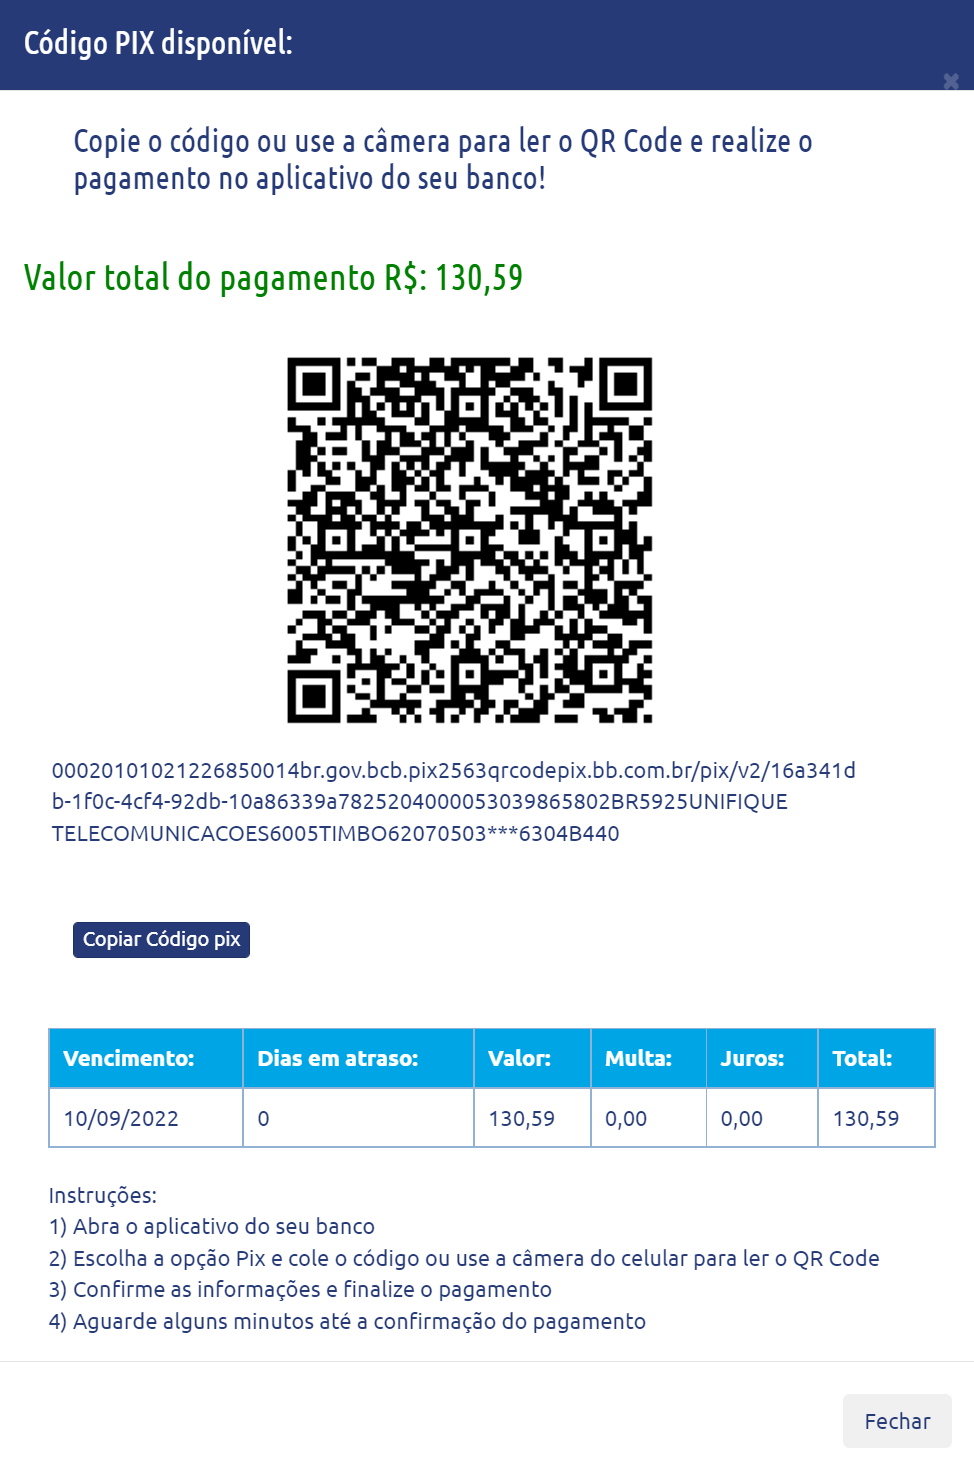 Código PIX disponível:
×
Copie o código ou use a câmera para ler o QR Code e realize o
pagamento no aplicativo do seu banco!
Valor total do pagamento R$: 130,59
00020101021226850014br.gov.bcb.pix2563qrcodepix.bb.com.br/pix/v2/16a341d
b-1f0c-4cf4-92db-10a86339a7825204000053039865802BR5925UNIFIQUE
TELECOMUNICACOES6005TIMBO62070503***6304B440
Copiar Código pix
Vencimento: Dias em atraso: Valor: Multa: Juros: Total:
10/09/2022 0 130,59 0,00 0,00 130,59
Instruções:
1) Abra o aplicativo do seu banco
2) Escolha a opção Pix e cole o código ou use a câmera do celular para ler o QR Code
3) Confirme as informações e finalize o pagamento
4) Aguarde alguns minutos até a confirmação do pagamento
Fechar